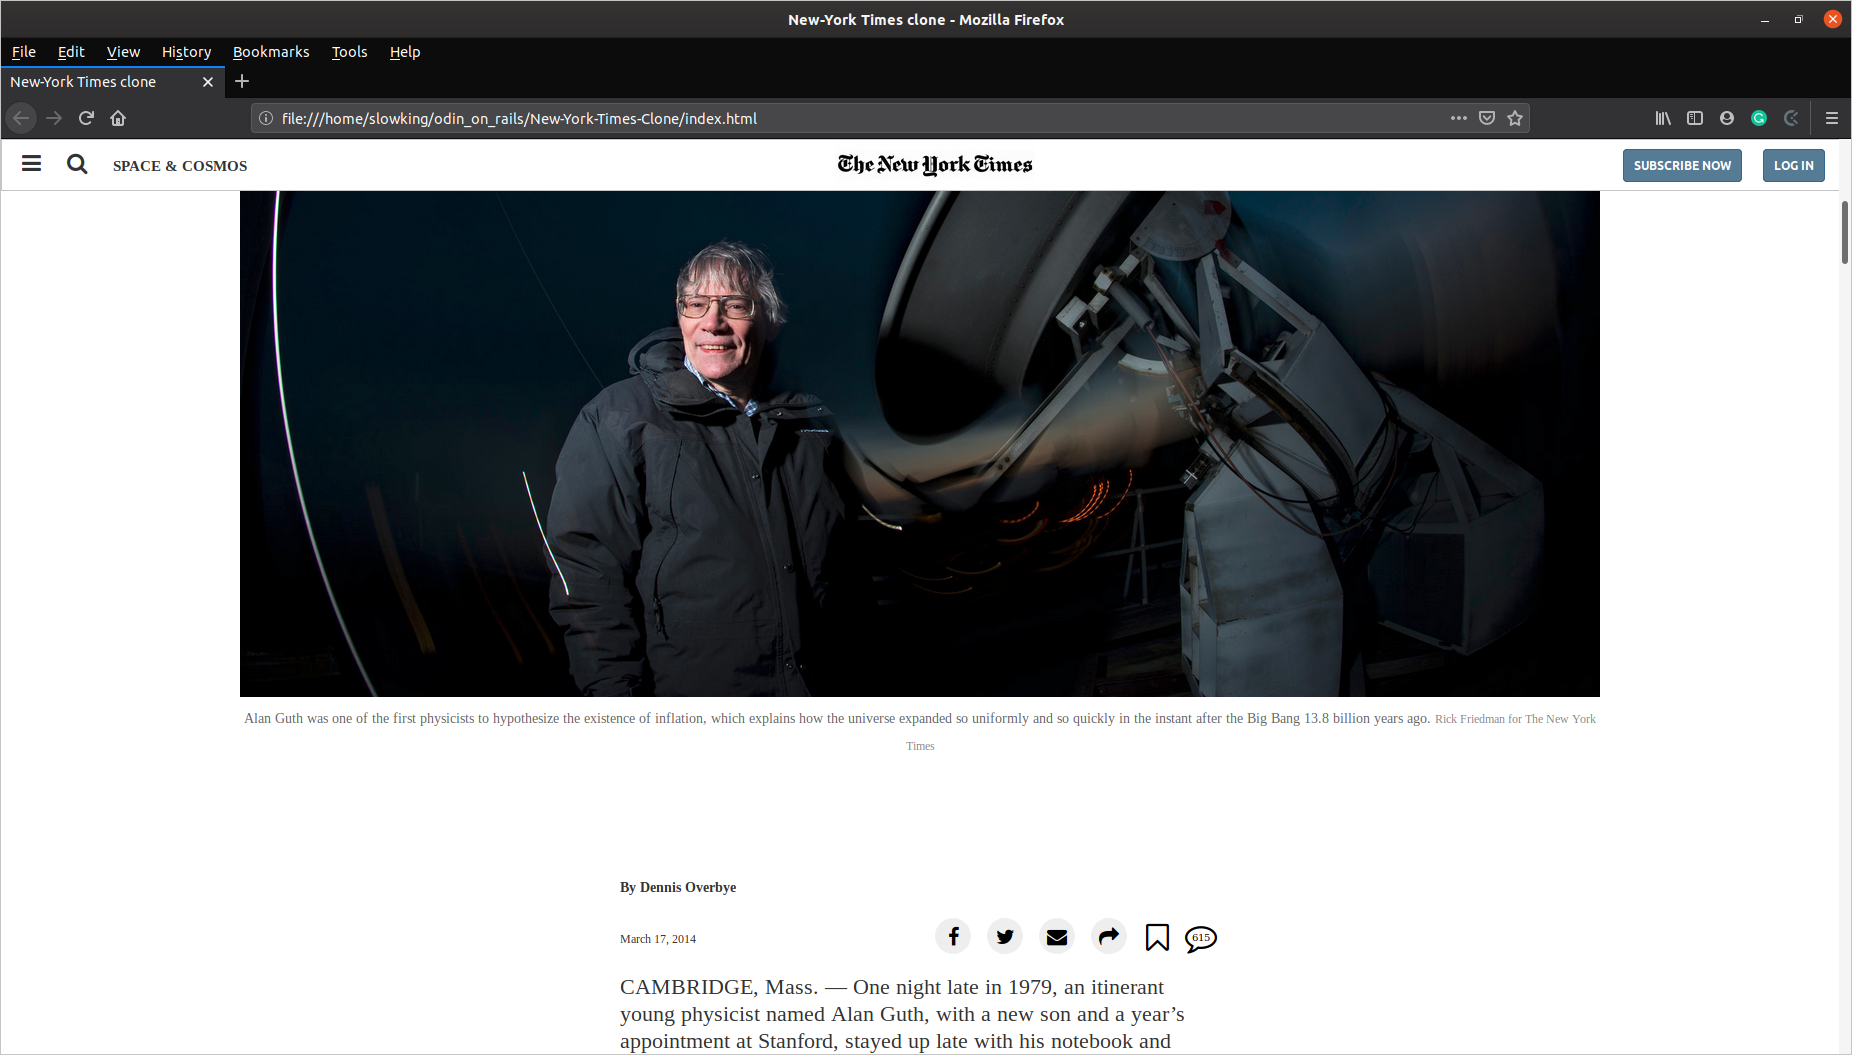 New-York Times clone - Mozilla Firefox
File Edit View History Bookmarks Tools Help
New-York Times clone
file:///home/slowking/odin_on_rails/New-York-Times-Clone/index.html
SPACE & COSMOS
The New York Times
SUBSCRIBE NOW
LOG IN
Alan Guth was one of the first physicists to hypothesize the existence of inflation, which explains how the universe expanded so uniformly and so quickly in the instant after the Big Bang 13.8 billion years ago. Rick Friedman for The New York
Times
By Dennis Overbye
March 17, 2014
615
CAMBRIDGE, Mass. — One night late in 1979, an itinerant
young physicist named Alan Guth, with a new son and a year’s
appointment at Stanford, stayed up late with his notebook and